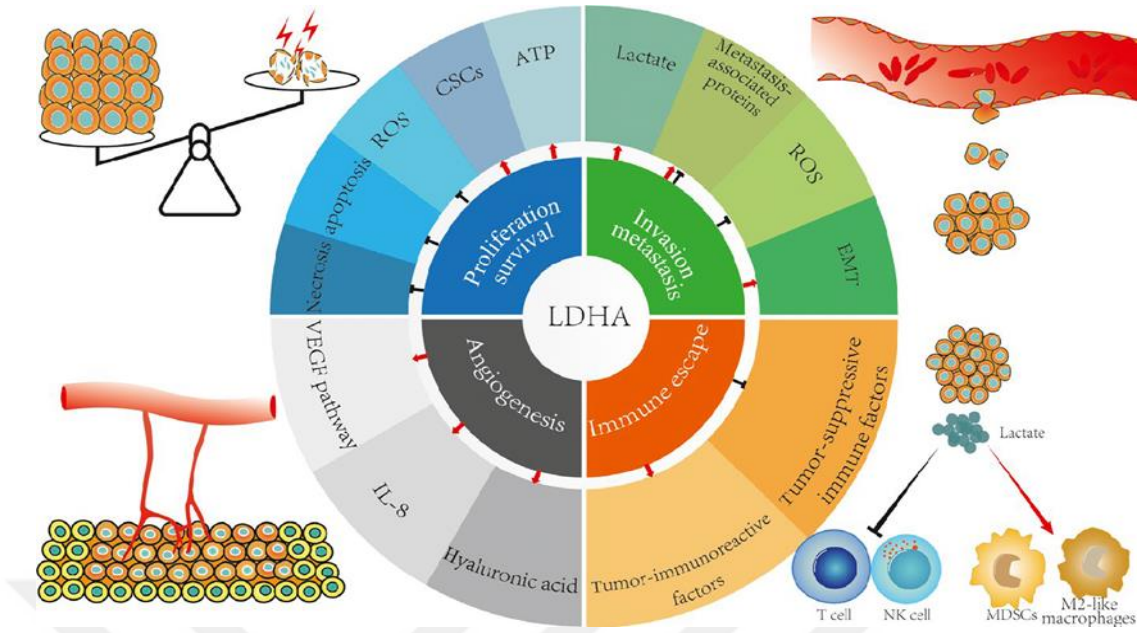 CSCs
ATP
ROS
apoptosis
Necrosis
Lactate
Metastasis-
associated
proteins
ROS
EMT
Proliferation
survival
Invasion
metastasis
LDHA
Angiogenesis
Immune escape
VEGF pathway
IL-8
Hyaluronic acid
Tumor-immunoreactive
factors
Tumor-suppressive
immune factors
Lactate
T cell
NK cell
MDSCs
M2-like
macrophages